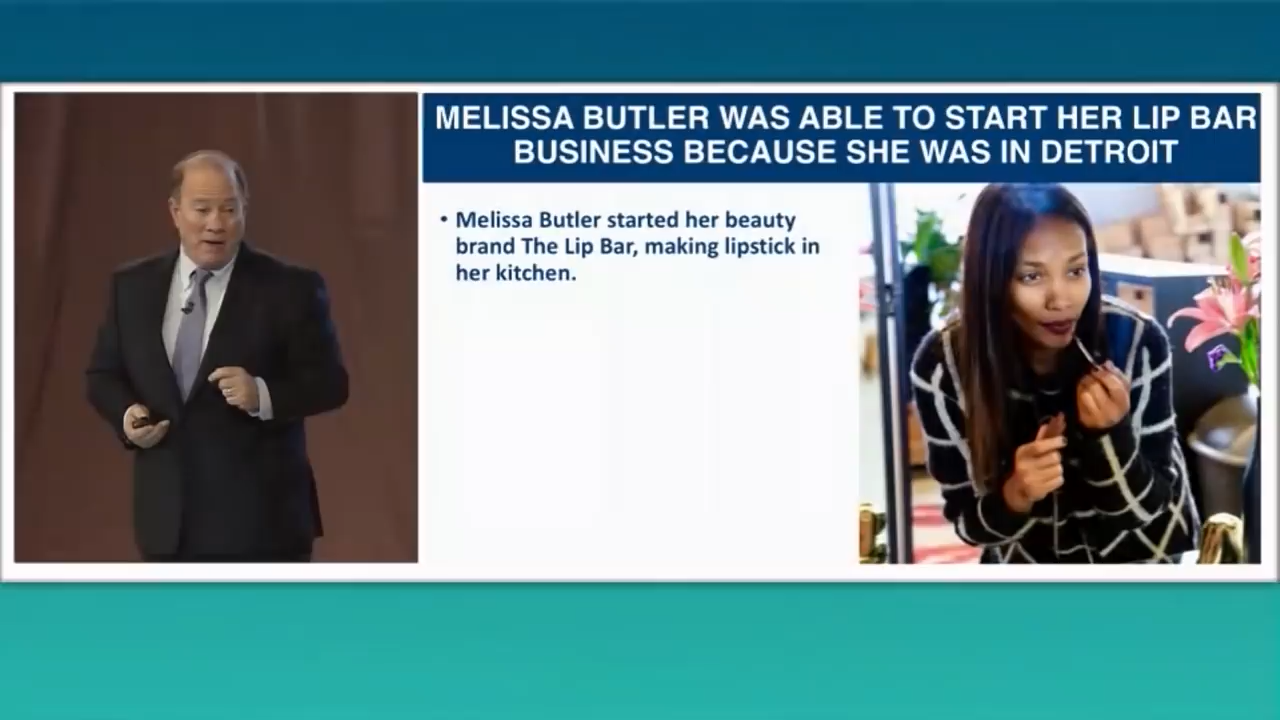 MELISSA BUTLER WAS ABLE TO START HER LIP BAR
BUSINESS BECAUSE SHE WAS IN DETROIT
• Melissa Butler started her beauty
brand The Lip Bar, making lipstick in
her kitchen.